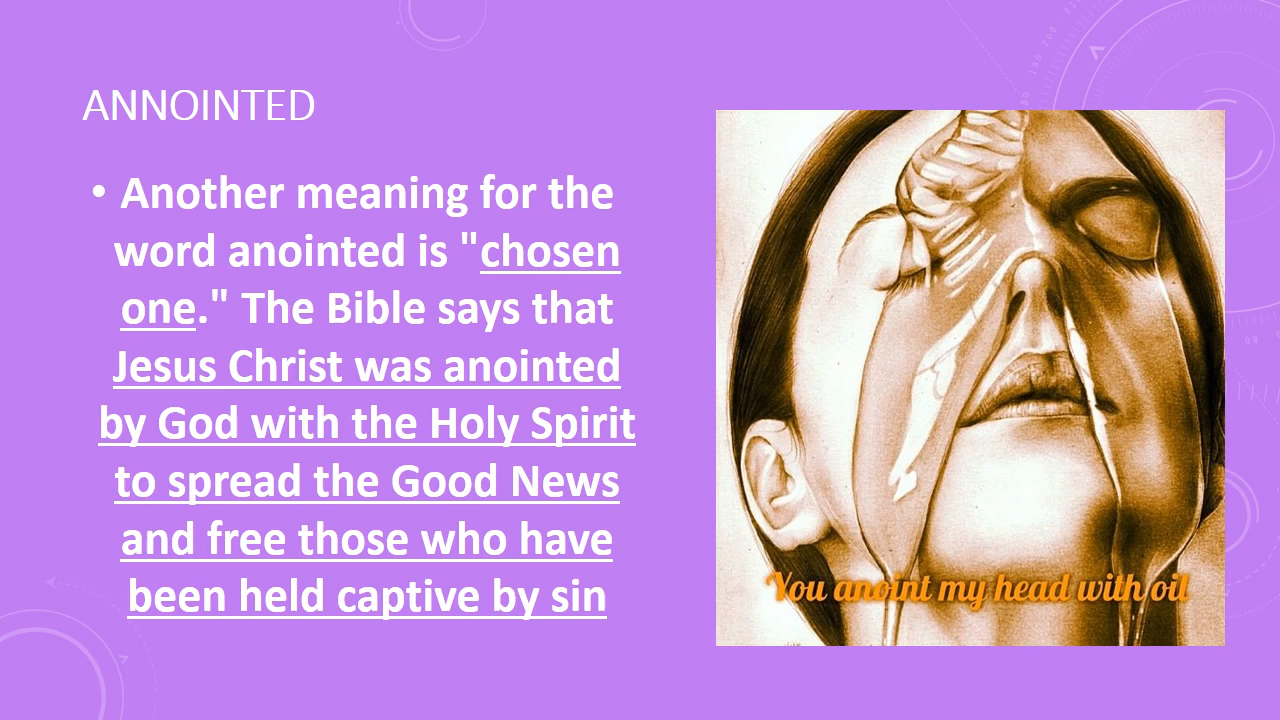 ANNOINTED
• Another meaning for the
word anointed is "chosen
one." The Bible says that
Jesus Christ was anointed
by God with the Holy Spirit
to spread the Good News
and free those who have
been held captive by sin
You anoint my head with oil